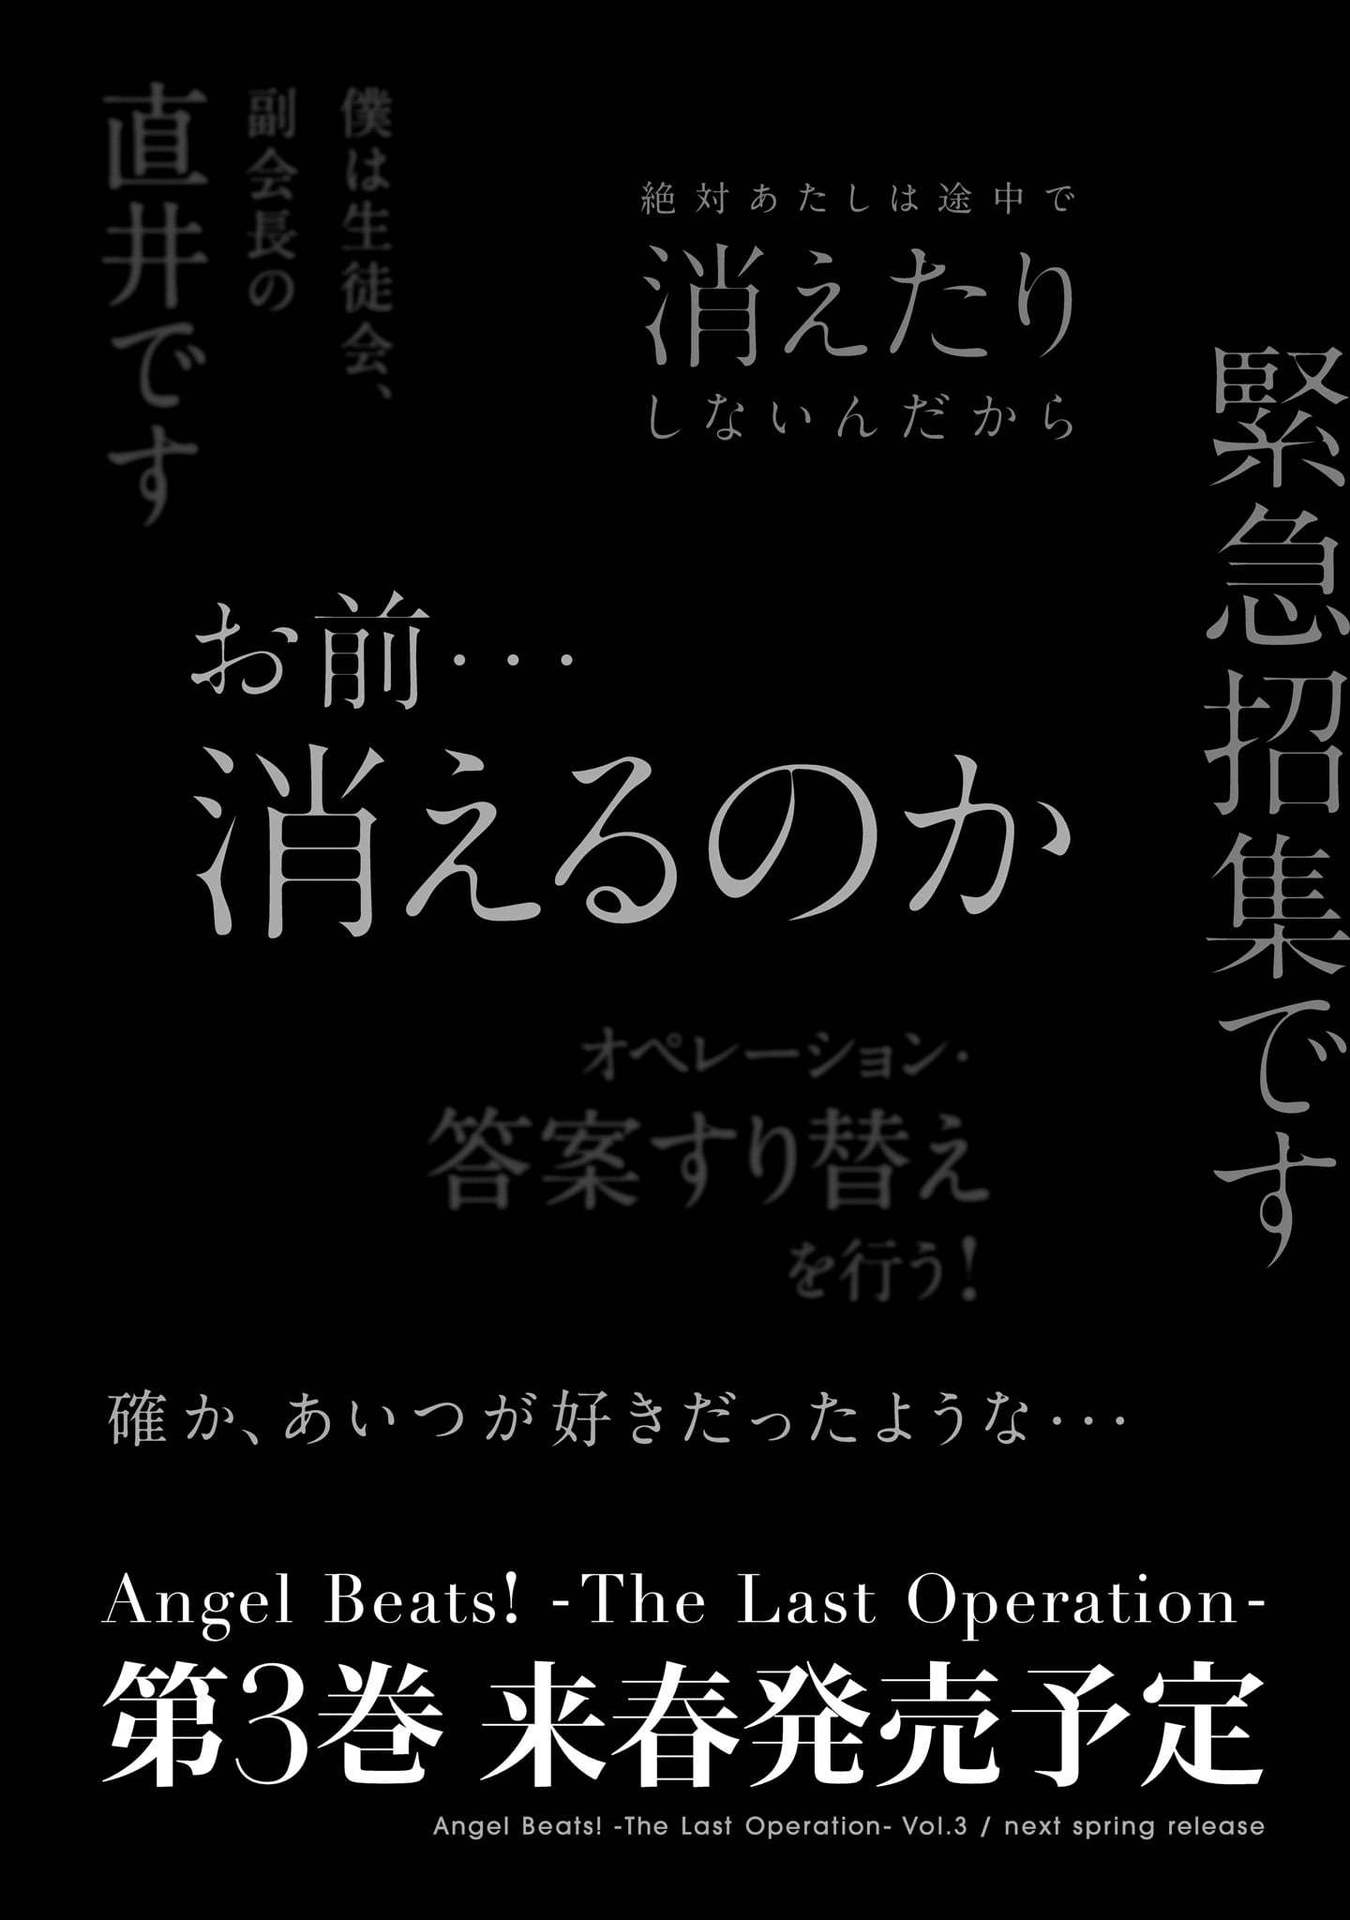 緊急招集です
絶対あたしは途中で
消えたり
しないんだから
僕は生徒会、
副会長の
直井です
お前・・・
消えるのか
オペレーション・
答案すり替え
を行う！
確か、あいつが好きだったような・・・
Angel Beats! -The Last Operation-
第3巻 来春発売予定
Angel Beats! -The Last Operation- Vol.3 / next spring release